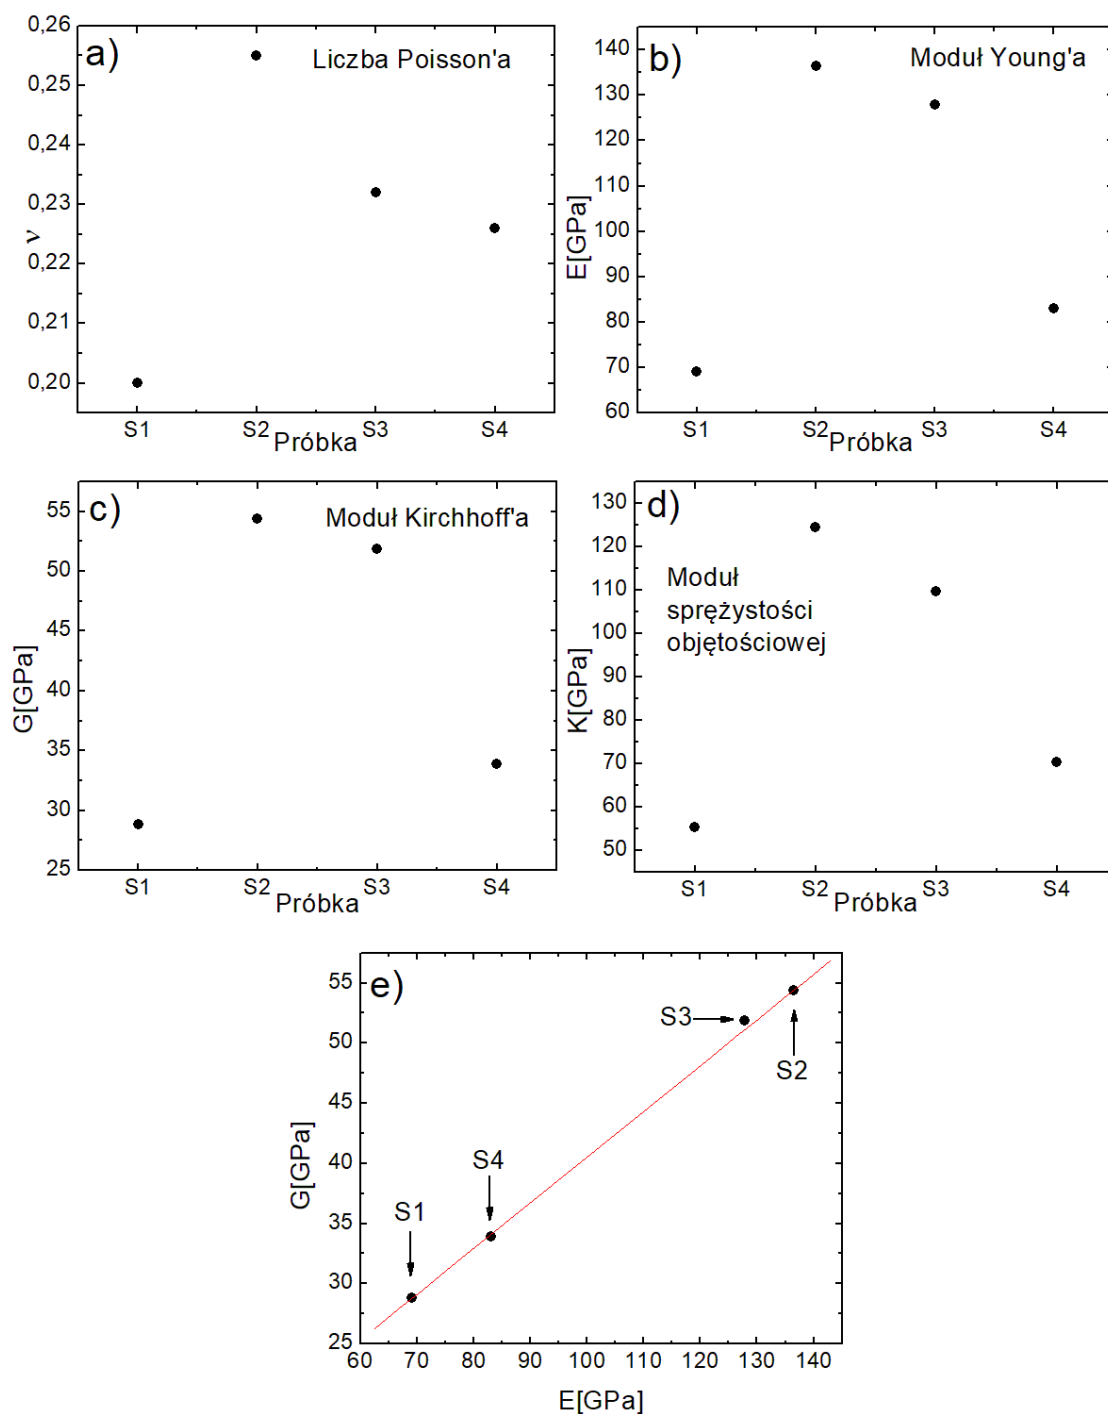 a)
Liczba Poisson'a
0,26
0,25
0,24
0,23
0,22
0,21
0,20
ν
S1
S2
S3
S4
Próbka
b)
Moduł Young'a
140
130
120
110
100
90
80
70
60
E[GPa]
S1
S2
S3
S4
Próbka
c)
Moduł Kirchhoff'a
55
50
45
40
35
30
25
G[GPa]
S1
S2
S3
S4
Próbka
d)
Moduł
sprężystości
objętościowej
130
120
110
100
90
80
70
60
50
K[GPa]
S1
S2
S3
S4
Próbka
e)
55
50
45
40
35
30
25
G[GPa]
S3
S2
S4
S1
60
70
80
90
100
110
120
130
140
E[GPa]